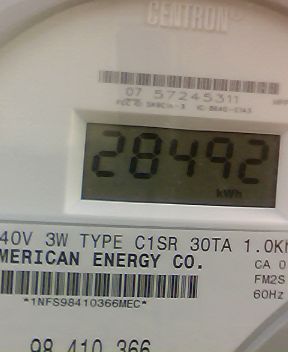 CENTRON®
07 57245311
28492
kWh
40V 3W TYPE C1SR 30TA 1.0Kh
MERICAN ENERGY CO.
CA 0
FM2S
*1NFS98410366MEC*
60Hz
98 410 366